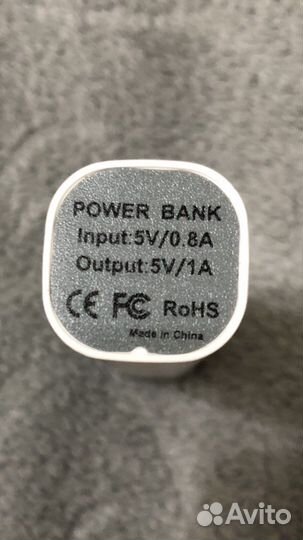 POWER BANK
Input:5V/0.8A
Output:5V/1A
CE FC RoHS
Made in China
Avito